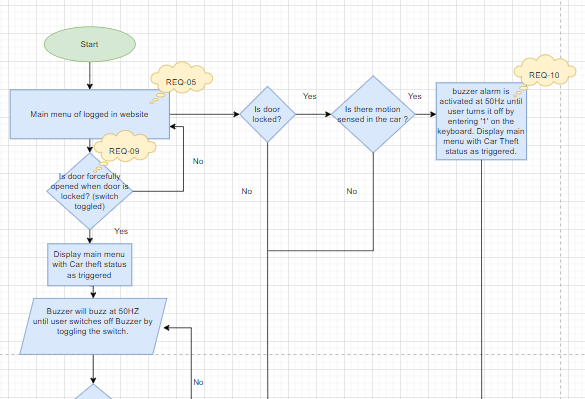 Start
REQ-05
Main menu of logged in website
Is door
locked?
Yes
Is there motion
sensed in the car ?
Yes
REQ-10
buzzer alarm is
activated at 50Hz until
user turns it off by
entering '1' on the
keyboard. Display main
menu with Car Theft
status as triggered.
REQ-09
Is door forcefully
opened when door is
locked? (switch
toggled)
No
No
No
Yes
Display main menu
with Car theft status
as triggered
Buzzer will buzz at 50HZ
until user switches off Buzzer by
toggling the switch.
No